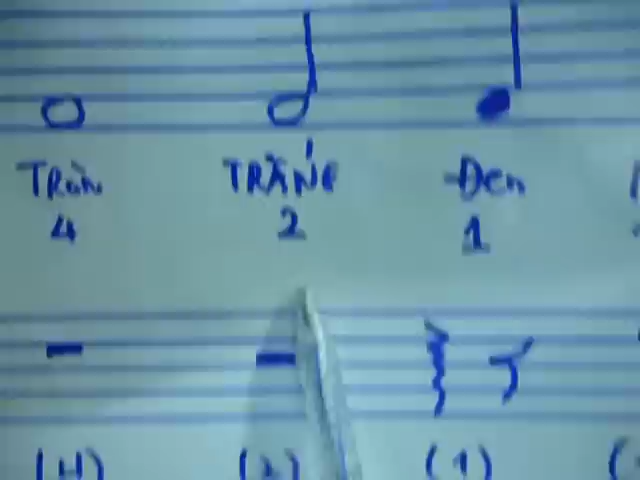 Tròn TRẮNG Đen
4 2 1
(4) (2) (1)